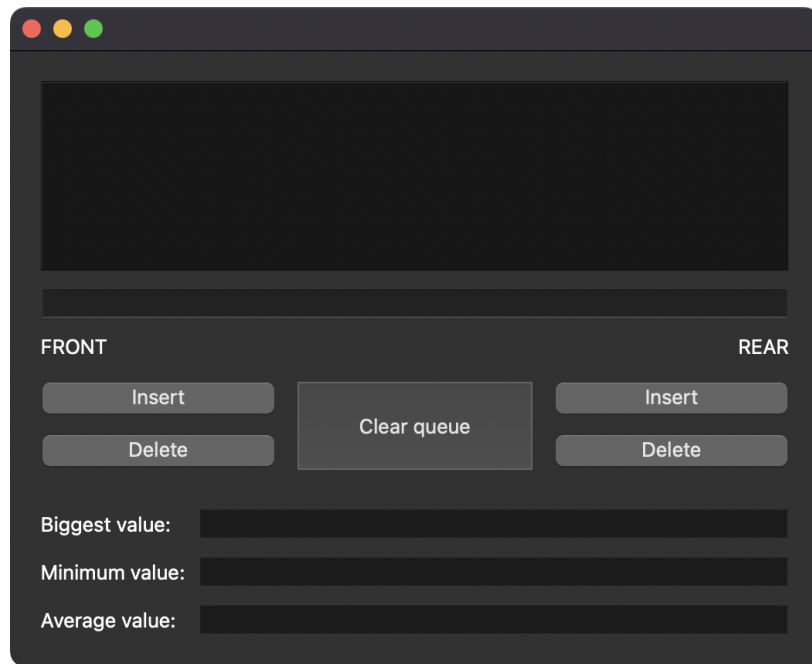 FRONT REAR
Insert Clear queue Insert
Delete Delete
Biggest value:
Minimum value:
Average value: